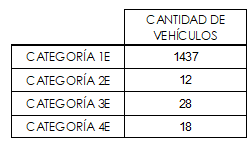 CANTIDAD DE
VEHÍCULOS
CATEGORÍA 1E 1437
CATEGORÍA 2E 12
CATEGORÍA 3E 28
CATEGORÍA 4E 18